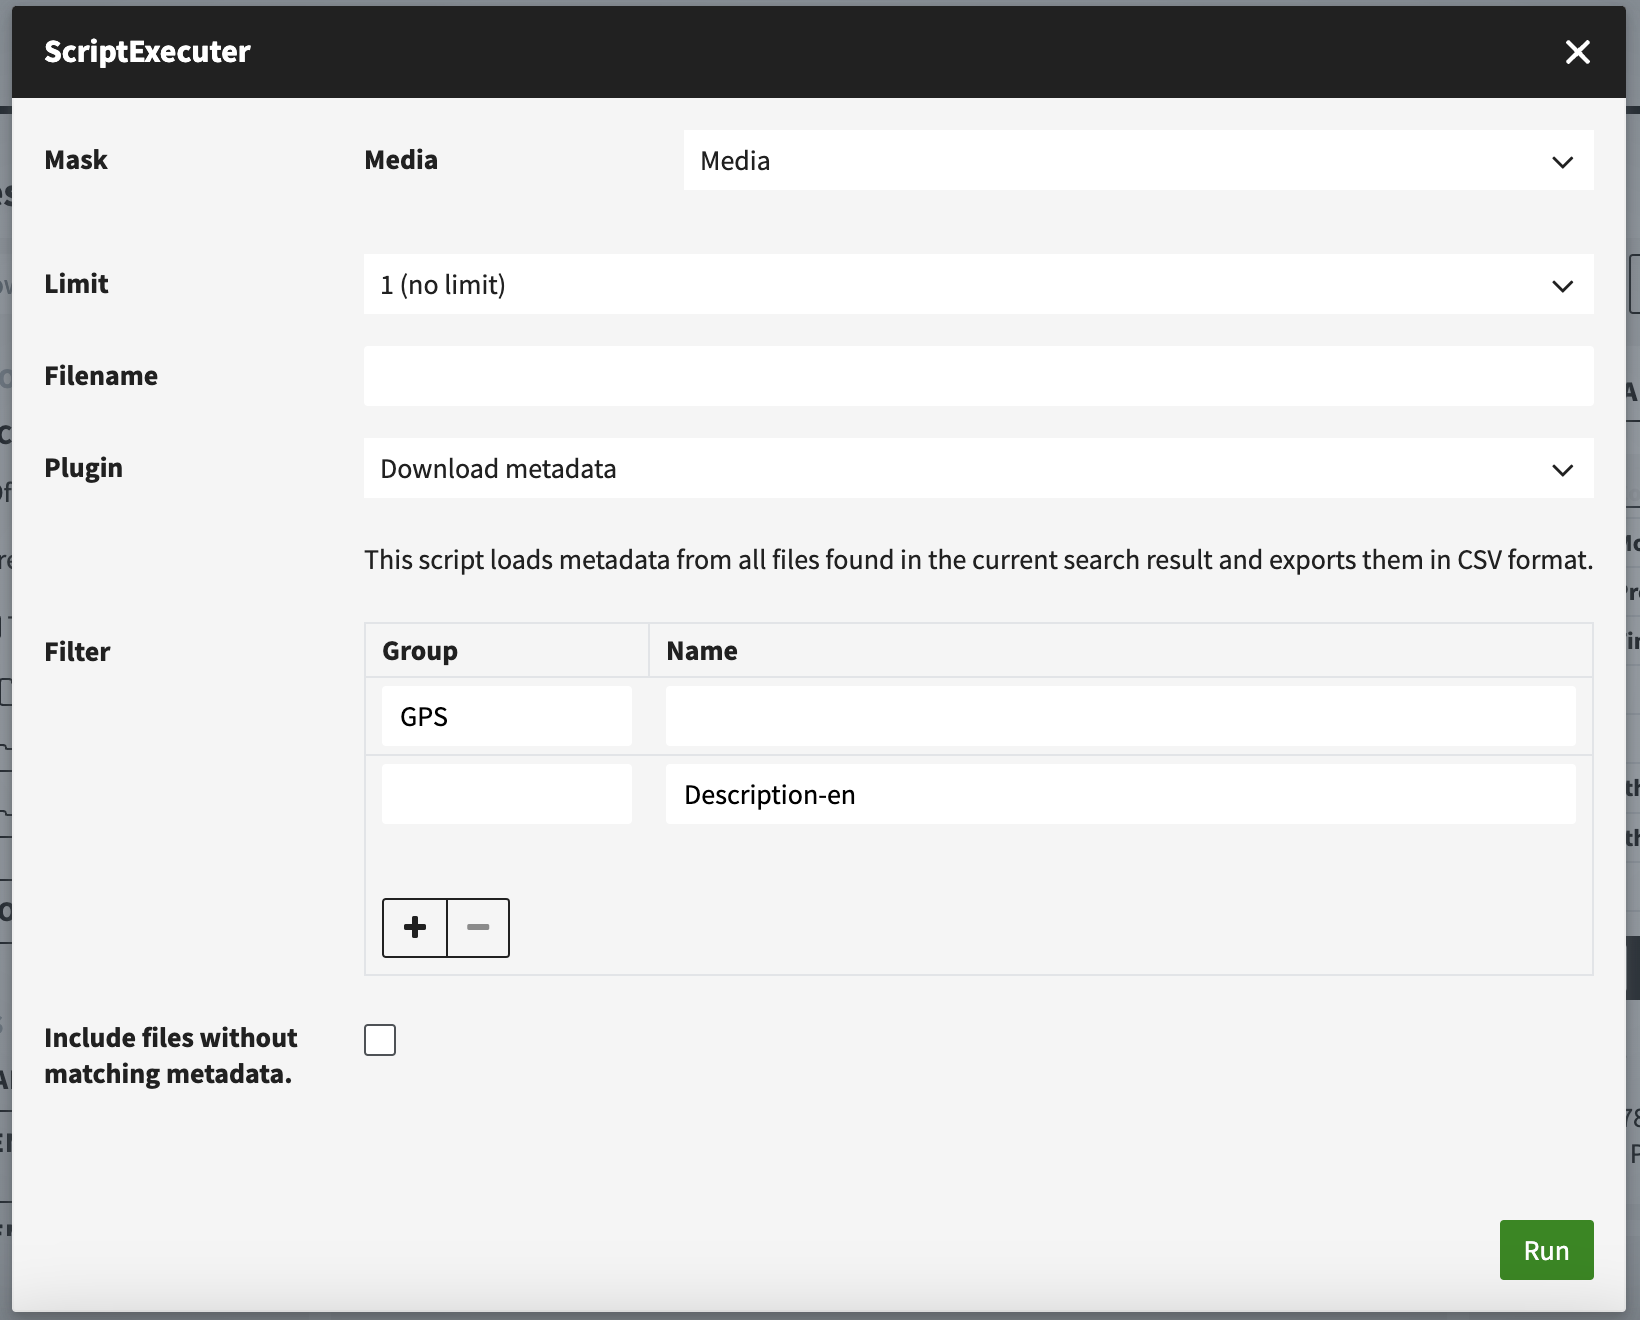 ScriptExecuter
Mask Media Media
Limit 1 (no limit)
Filename
Plugin Download metadata
This script loads metadata from all files found in the current search result and exports them in CSV format.
Filter Group Name
GPS
Description-en
Include files without
matching metadata.
Run